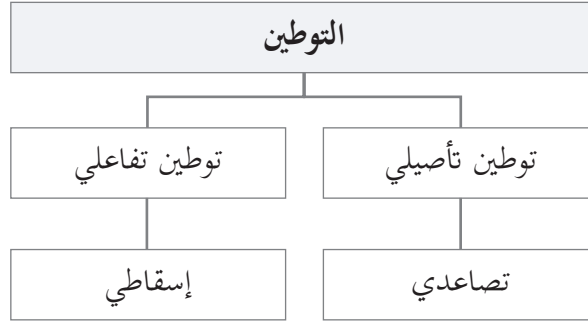 التوطين
توطين تأصيلي
توطين تفاعلي
تصاعدي
إسقاطي